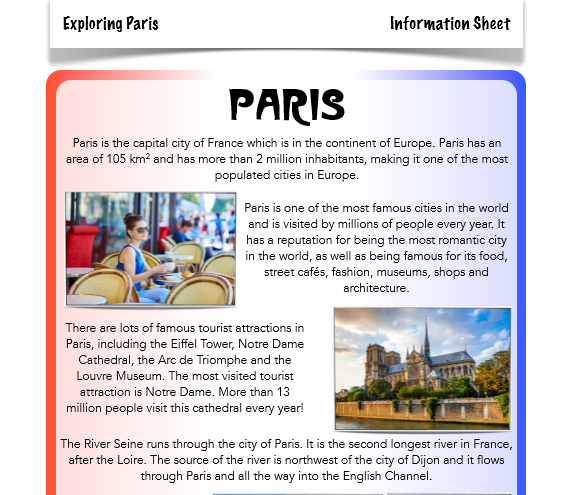 Exploring Paris
Information Sheet
PARIS
Paris is the capital city of France which is in the continent of Europe. Paris has an
area of 105 km² and has more than 2 million inhabitants, making it one of the most
populated cities in Europe.
Paris is one of the most famous cities in the world
and is visited by millions of people every year. It
has a reputation for being the most romantic city
in the world, as well as being famous for its food,
street cafés, fashion, museums, shops and
architecture.
There are lots of famous tourist attractions in
Paris, including the Eiffel Tower, Notre Dame
Cathedral, the Arc de Triomphe and the
Louvre Museum. The most visited tourist
attraction is Notre Dame. More than 13
million people visit this cathedral every year!
The River Seine runs through the city of Paris. It is the second longest river in France,
after the Loire. The source of the river is northwest of the city of Dijon and it flows
through Paris and all the way into the English Channel.